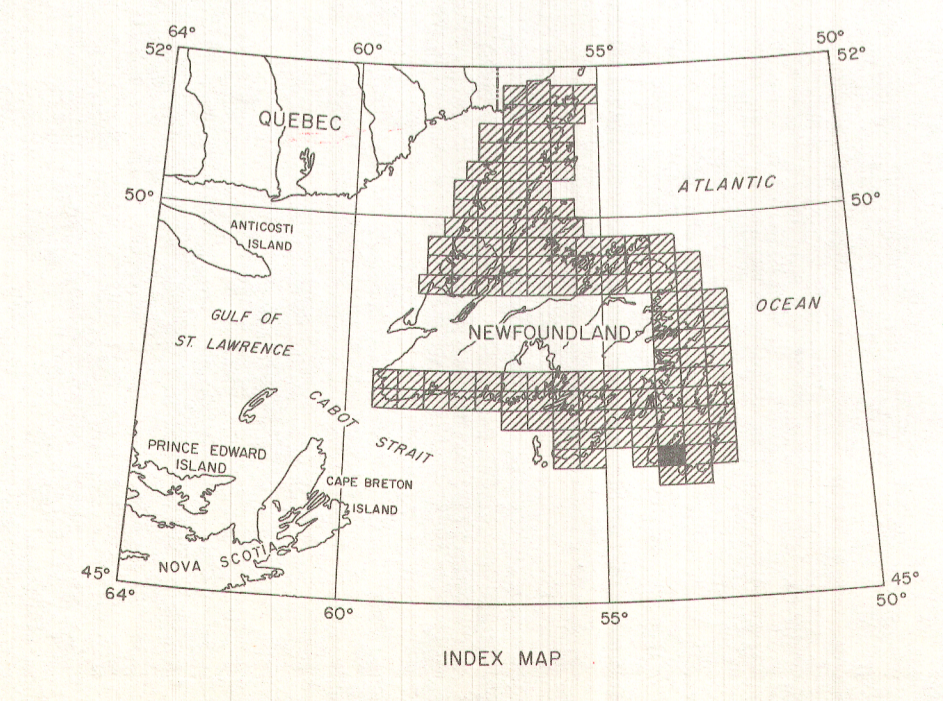 64° 60° 55° 50°
52° 52°
QUEBEC
ATLANTIC
50° 50°
ANTICOSTI
ISLAND
OCEAN
GULF OF
ST. LAWRENCE
NEWFOUNDLAND
CABOT
STRAIT
PRINCE EDWARD
ISLAND
CAPE BRETON
ISLAND
NOVA SCOTIA
45° 45°
64° 60° 55° 50°
INDEX MAP